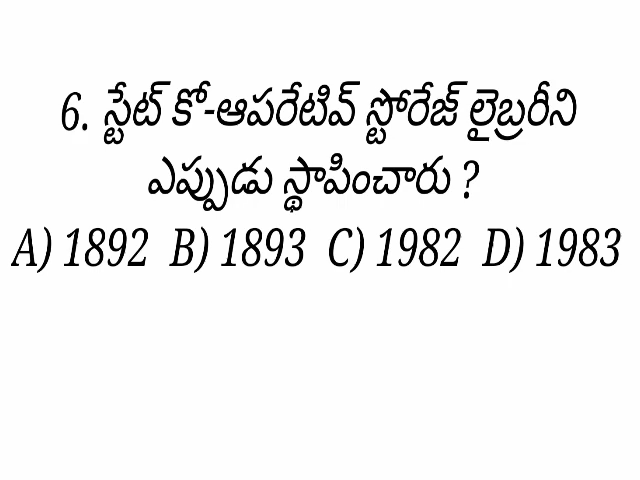 6. స్టేట్ కో-ఆపరేటివ్ స్టోరేజ్ లైబ్రరీని
ఎప్పుడు స్థాపించారు ?
A) 1892 B) 1893 C) 1982 D) 1983